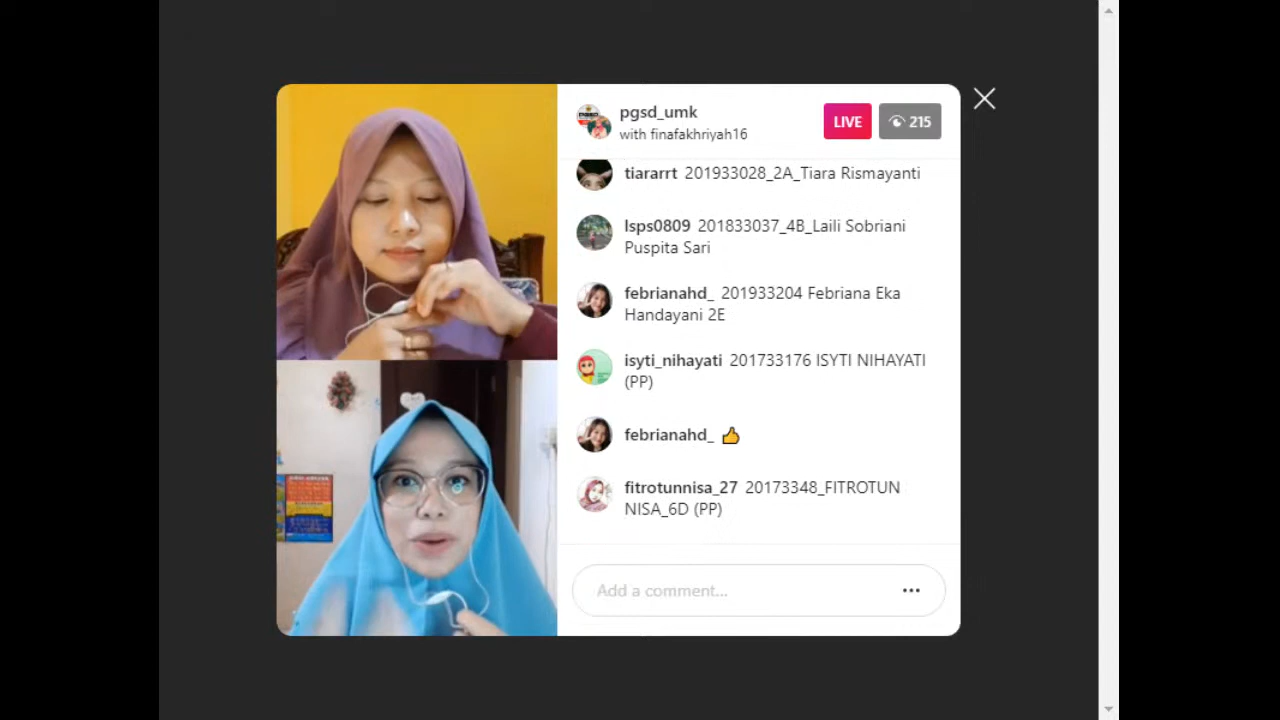 pgsd_umk
with finafakhriyah16
LIVE
215
tiararrt 201933028_2A_Tiara Rismayanti
lsps0809 201833037_4B_Laili Sobriani
Puspita Sari
febrianahd_ 201933204 Febriana Eka
Handayani 2E
isyti_nihayati 201733176 ISYTI NIHAYATI
(PP)
febrianahd_ 👍
fitrotunnisa_27 20173348_FITROTUN
NISA_6D (PP)
Add a comment...